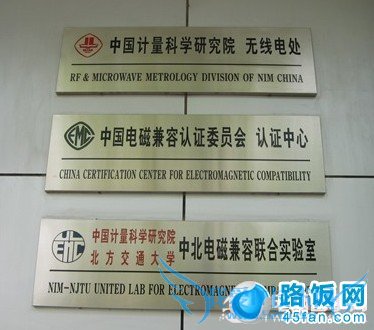 中国计量科学研究院 无线电处
RF & MICROWAVE METROLOGY DIVISION OF NIM CHINA
EMC
中国电磁兼容认证委员会 认证中心
CHINA CERTIFICATION CENTER FOR ELECTROMAGNETIC COMPATIBILITY
EMC
中国计量科学研究院
北方交通大学
中北电磁兼容联合实验室
NIM-NJTU UNITED LAB FOR ELECTROMAGNE
路饭网
45fan.com